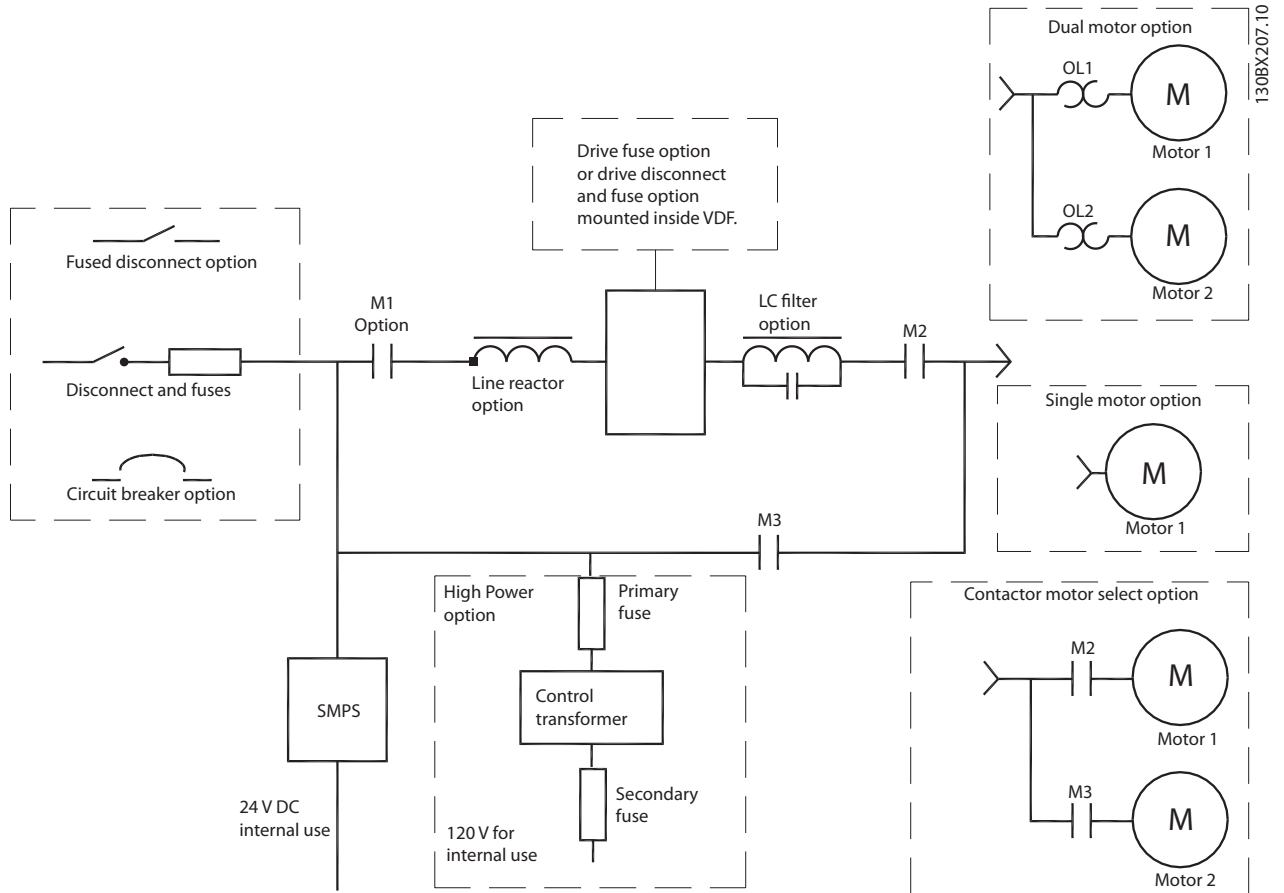 Dual motor option
130BX207.10
OL1
M
Motor 1
OL2
M
Motor 2
Drive fuse option
or drive disconnect
and fuse option
mounted inside VDF.
Fused disconnect option
Disconnect and fuses
Circuit breaker option
M1
Option
Line reactor
option
LC filter
option
M2
Single motor option
M
Motor 1
M3
High Power
option
Primary
fuse
Control
transformer
Secondary
fuse
120 V for
internal use
SMPS
24 V DC
internal use
Contactor motor select option
M2
M
Motor 1
M3
M
Motor 2